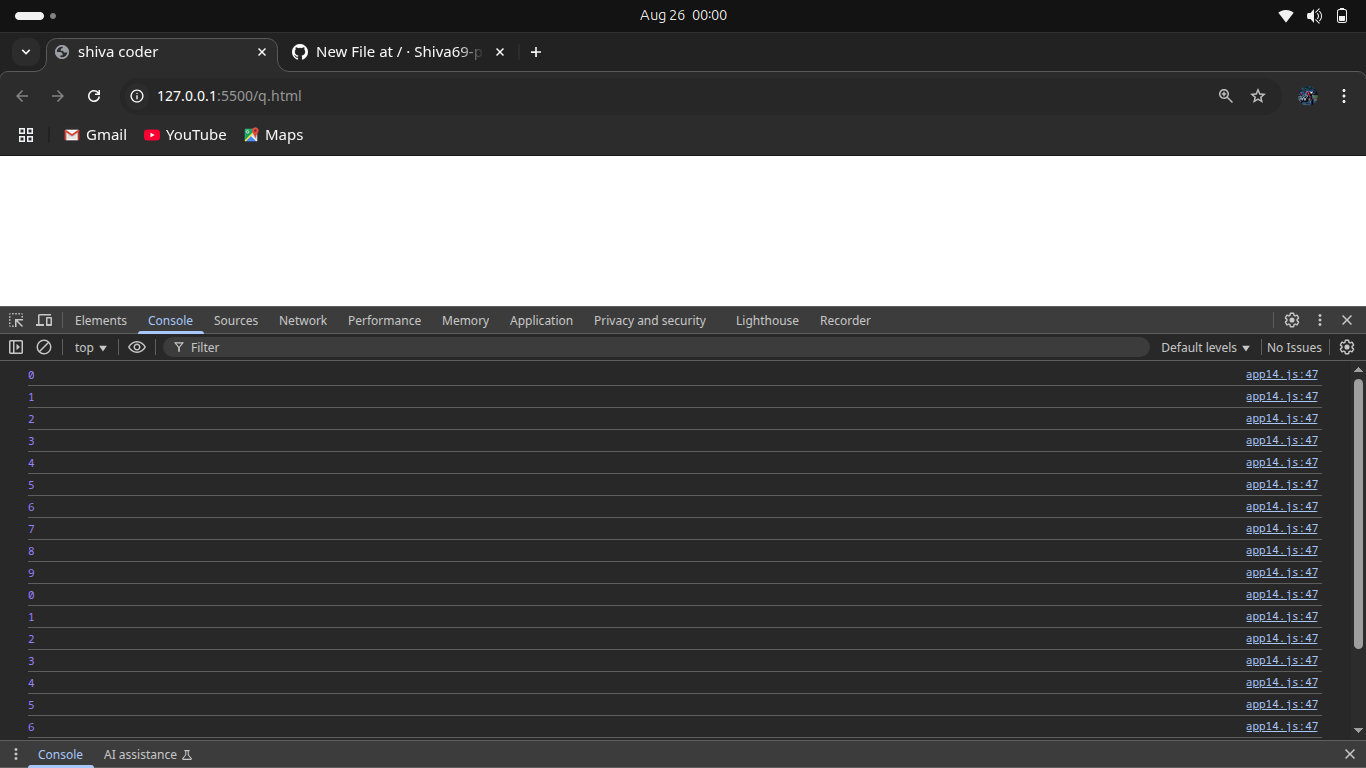 Aug 26 00:00
shiva coder
New File at / · Shiva69-p
127.0.0.1:5500/q.html
Gmail YouTube Maps
Elements Console Sources Network Performance Memory Application Privacy and security Lighthouse Recorder
top Filter Default levels No Issues
0 app14.js:47
1 app14.js:47
2 app14.js:47
3 app14.js:47
4 app14.js:47
5 app14.js:47
6 app14.js:47
7 app14.js:47
8 app14.js:47
9 app14.js:47
0 app14.js:47
1 app14.js:47
2 app14.js:47
3 app14.js:47
4 app14.js:47
5 app14.js:47
6 app14.js:47
Console AI assistance